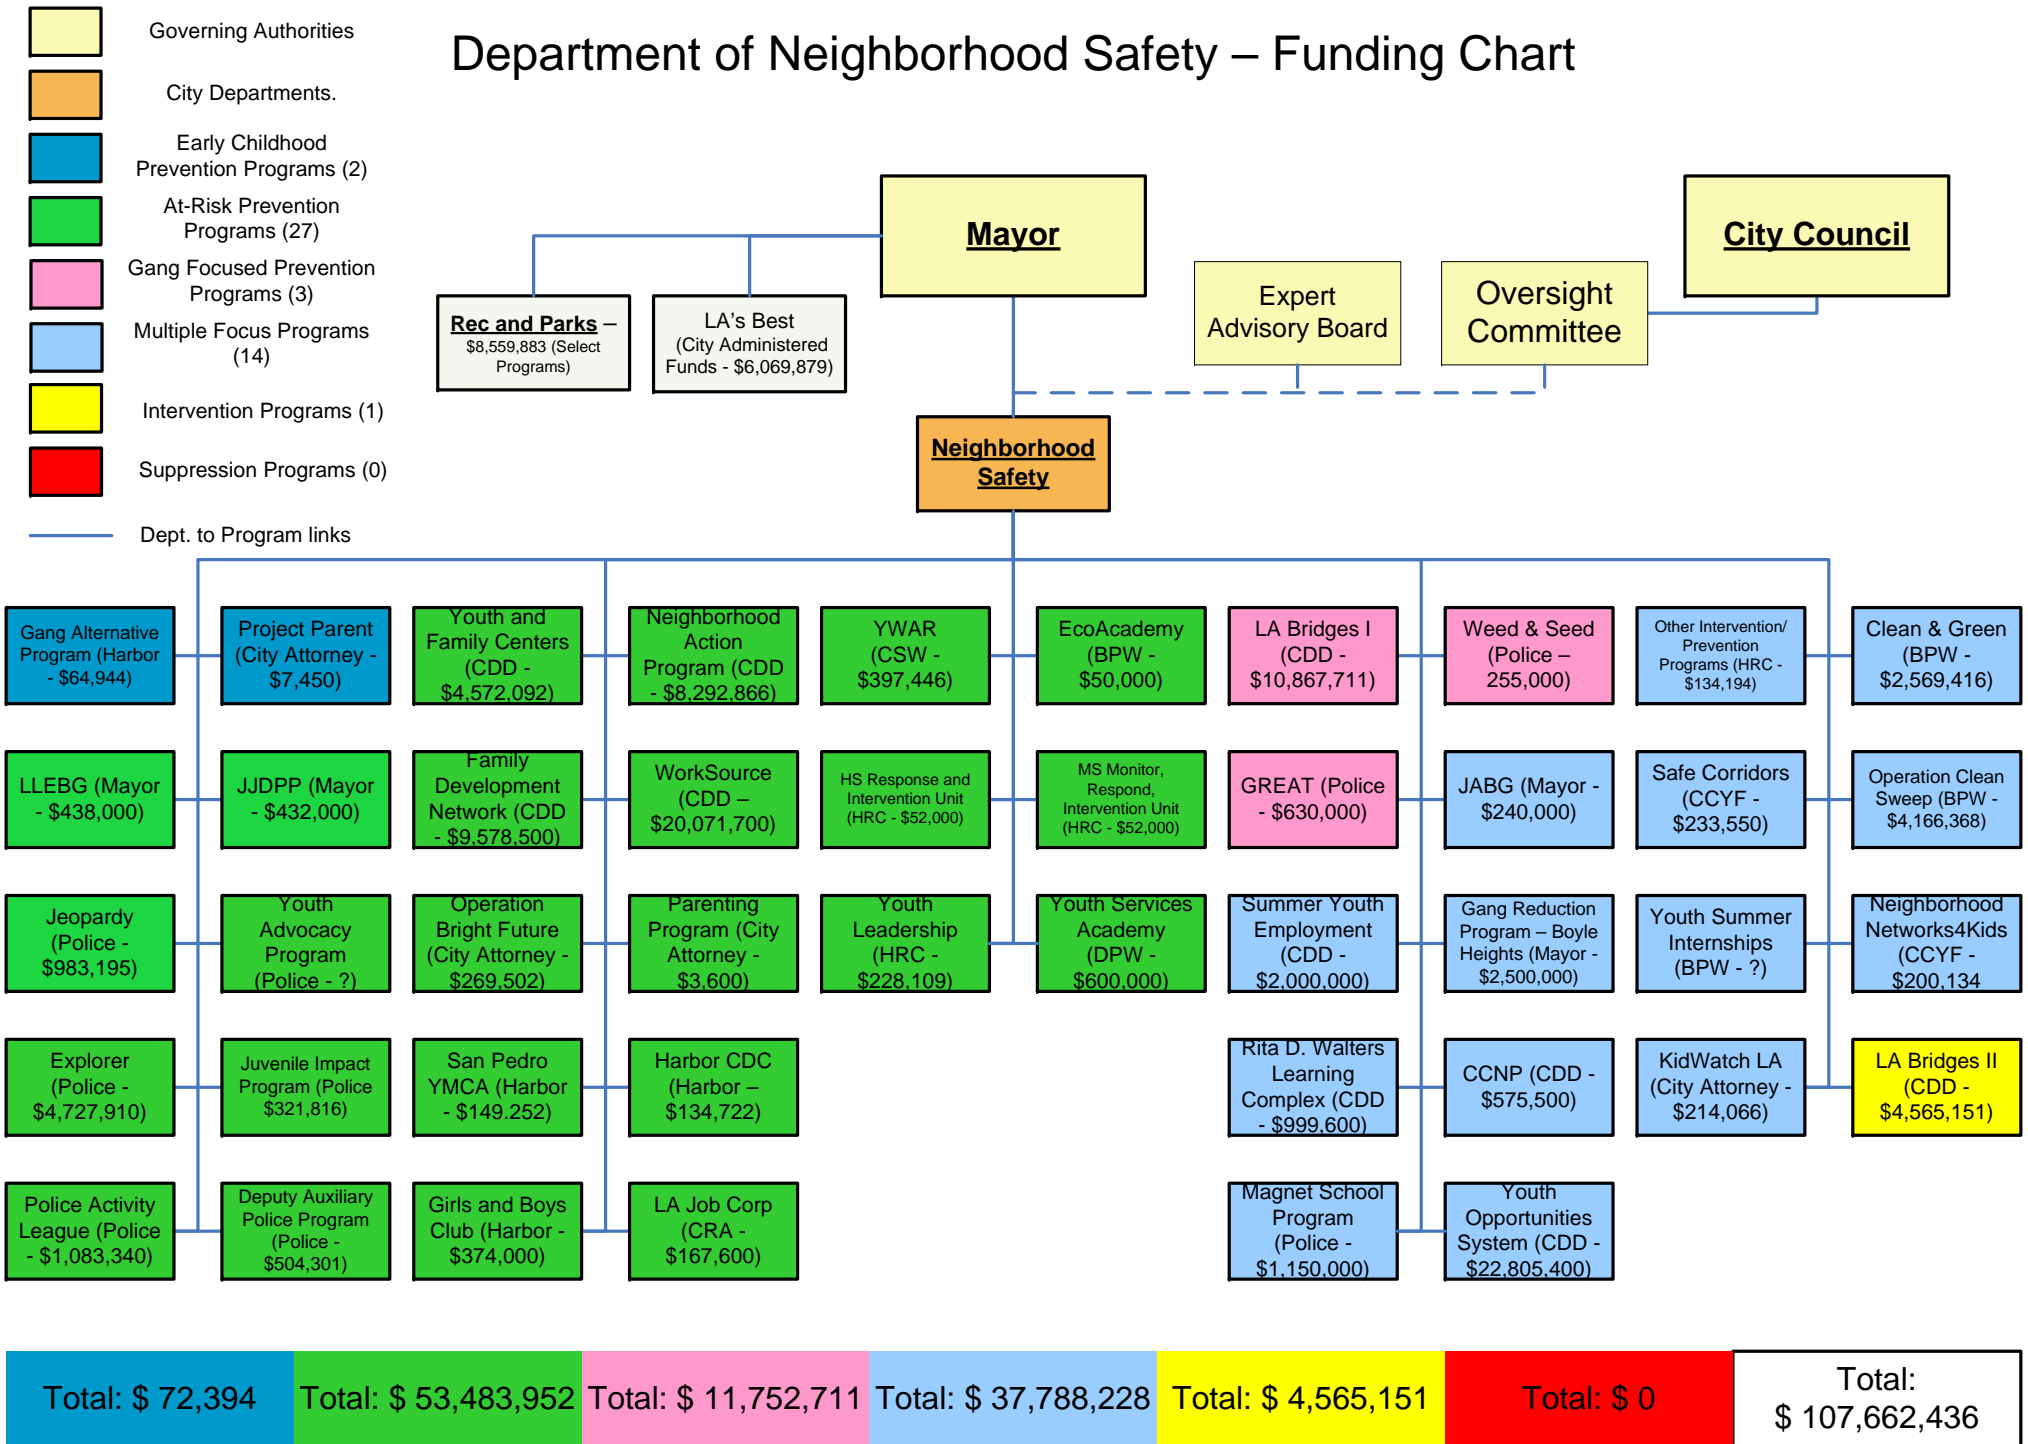 Department of Neighborhood Safety – Funding Chart
Governing Authorities
City Departments.
Early Childhood
Prevention Programs (2)
At-Risk Prevention
Programs (27)
Gang Focused Prevention
Programs (3)
Multiple Focus Programs
(14)
Intervention Programs (1)
Suppression Programs (0)
Dept. to Program links
Mayor
City Council
Rec and Parks –
$8,559,883 (Select
Programs)
LA's Best
(City Administered
Funds - $6,069,879)
Expert
Advisory Board
Oversight
Committee
Neighborhood
Safety
Gang Alternative
Program (Harbor
- $64,944)
Project Parent
(City Attorney -
$7,450)
Youth and
Family Centers
(CDD -
$4,572,092)
Neighborhood
Action
Program (CDD
- $8,292,866)
YWAR
(CSW -
$397,446)
EcoAcademy
(BPW -
$50,000)
LA Bridges I
(CDD -
$10,867,711)
Weed & Seed
(Police –
255,000)
Other Intervention/
Prevention
Programs (HRC -
$134,194)
Clean & Green
(BPW -
$2,569,416)
LLEBG (Mayor
- $438,000)
JJDPP (Mayor
- $432,000)
Family
Development
Network (CDD
- $9,578,500)
WorkSource
(CDD –
$20,071,700)
HS Response and
Intervention Unit
(HRC - $52,000)
MS Monitor,
Respond,
Intervention Unit
(HRC - $52,000)
GREAT (Police
- $630,000)
JABG (Mayor -
$240,000)
Safe Corridors
(CCYF -
$233,550)
Operation Clean
Sweep (BPW -
$4,166,368)
Jeopardy
(Police -
$983,195)
Youth
Advocacy
Program
(Police - ?)
Operation
Bright Future
(City Attorney -
$269,502)
Parenting
Program (City
Attorney -
$3,600)
Youth
Leadership
(HRC -
$228,109)
Youth Services
Academy
(DPW -
$600,000)
Summer Youth
Employment
(CDD -
$2,000,000)
Gang Reduction
Program – Boyle
Heights (Mayor -
$2,500,000)
Youth Summer
Internships
(BPW - ?)
Neighborhood
Networks4Kids
(CCYF -
$200,134
Explorer
(Police -
$4,727,910)
Juvenile Impact
Program (Police
$321,816)
San Pedro
YMCA (Harbor
- $149.252)
Harbor CDC
(Harbor –
$134,722)
Rita D. Walters
Learning
Complex (CDD
- $999,600)
CCNP (CDD -
$575,500)
KidWatch LA
(City Attorney -
$214,066)
LA Bridges II
(CDD -
$4,565,151)
Police Activity
League (Police
- $1,083,340)
Deputy Auxiliary
Police Program
(Police -
$504,301)
Girls and Boys
Club (Harbor -
$374,000)
LA Job Corp
(CRA -
$167,600)
Magnet School
Program
(Police -
$1,150,000)
Youth
Opportunities
System (CDD -
$22,805,400)
Total: $ 72,394
Total: $ 53,483,952
Total: $ 11,752,711
Total: $ 37,788,228
Total: $ 4,565,151
Total: $ 0
Total:
$ 107,662,436